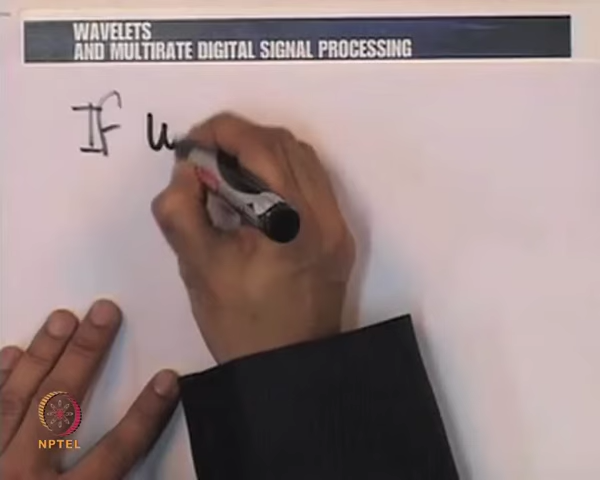 WAVELETS
AND MULTIRATE DIGITAL SIGNAL PROCESSING
If
NPTEL